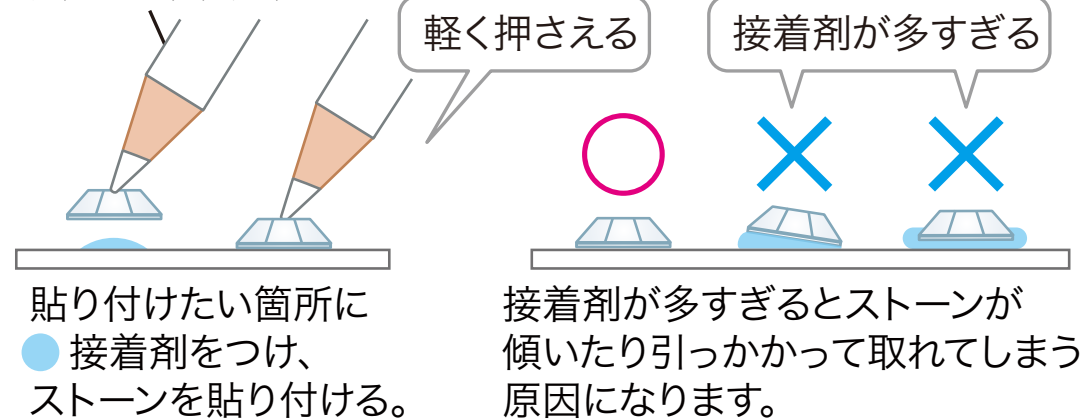 軽く押さえる
接着剤が多すぎる
貼り付けたい箇所に
接着剤をつけ、
ストーンを貼り付ける。
接着剤が多すぎるとストーンが
傾いたり引っかかって取れてしまう
原因になります。